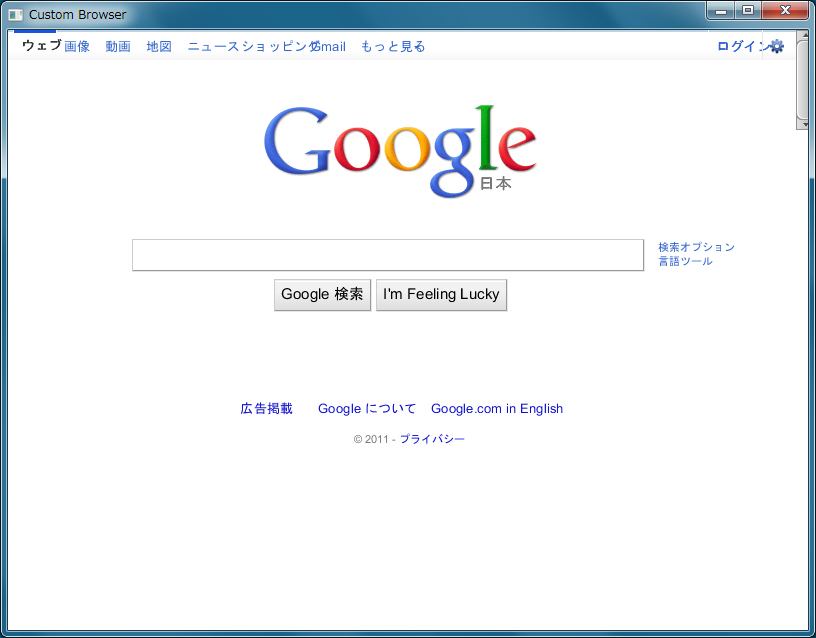 Custom Browser
ウェブ 画像 動画 地図 ニュース ショッピング Gmail もっと見る ログイン
Google
日本
検索オプション
言語ツール
Google 検索 I'm Feeling Lucky
広告掲載 Google について Google.com in English
© 2011 - プライバシー